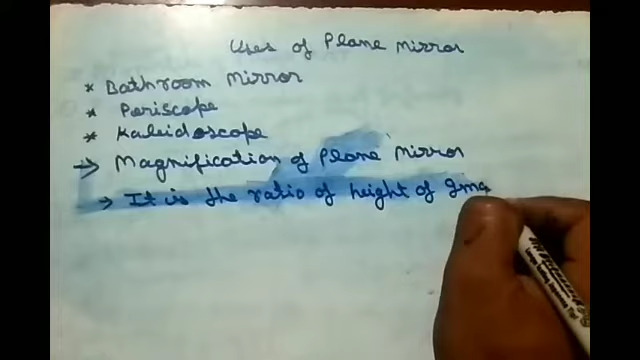 Uses of Plane Mirror
* Bathroom Mirror
* Periscope
* Kaleidoscope
→ Magnification of Plane Mirror
→ It is the ratio of height of Ima